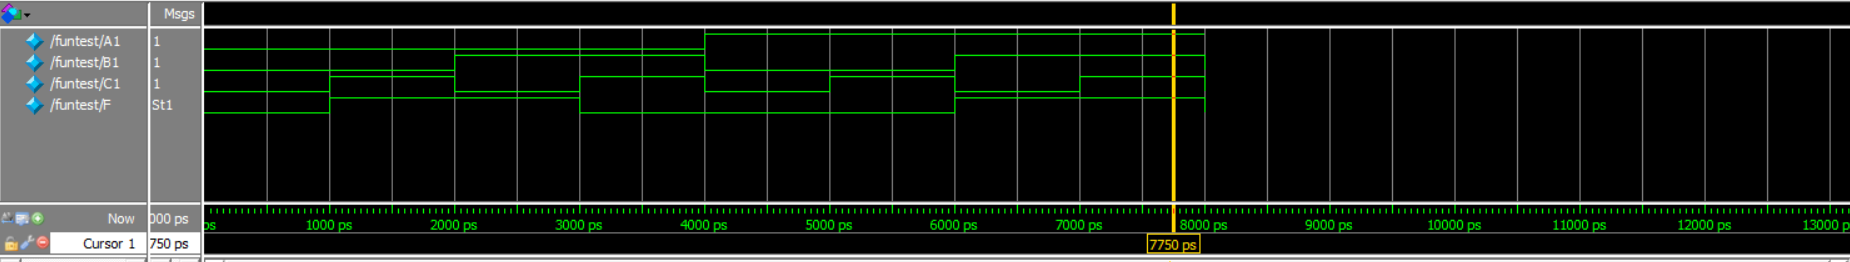 Msgs
/funtest/A1 1
/funtest/B1 1
/funtest/C1 1
/funtest/F St1
Now 000 ps ps 1000 ps 2000 ps 3000 ps 4000 ps 5000 ps 6000 ps 7000 ps 8000 ps 9000 ps 10000 ps 11000 ps 12000 ps 13000 p
Cursor 1 750 ps 7750 ps